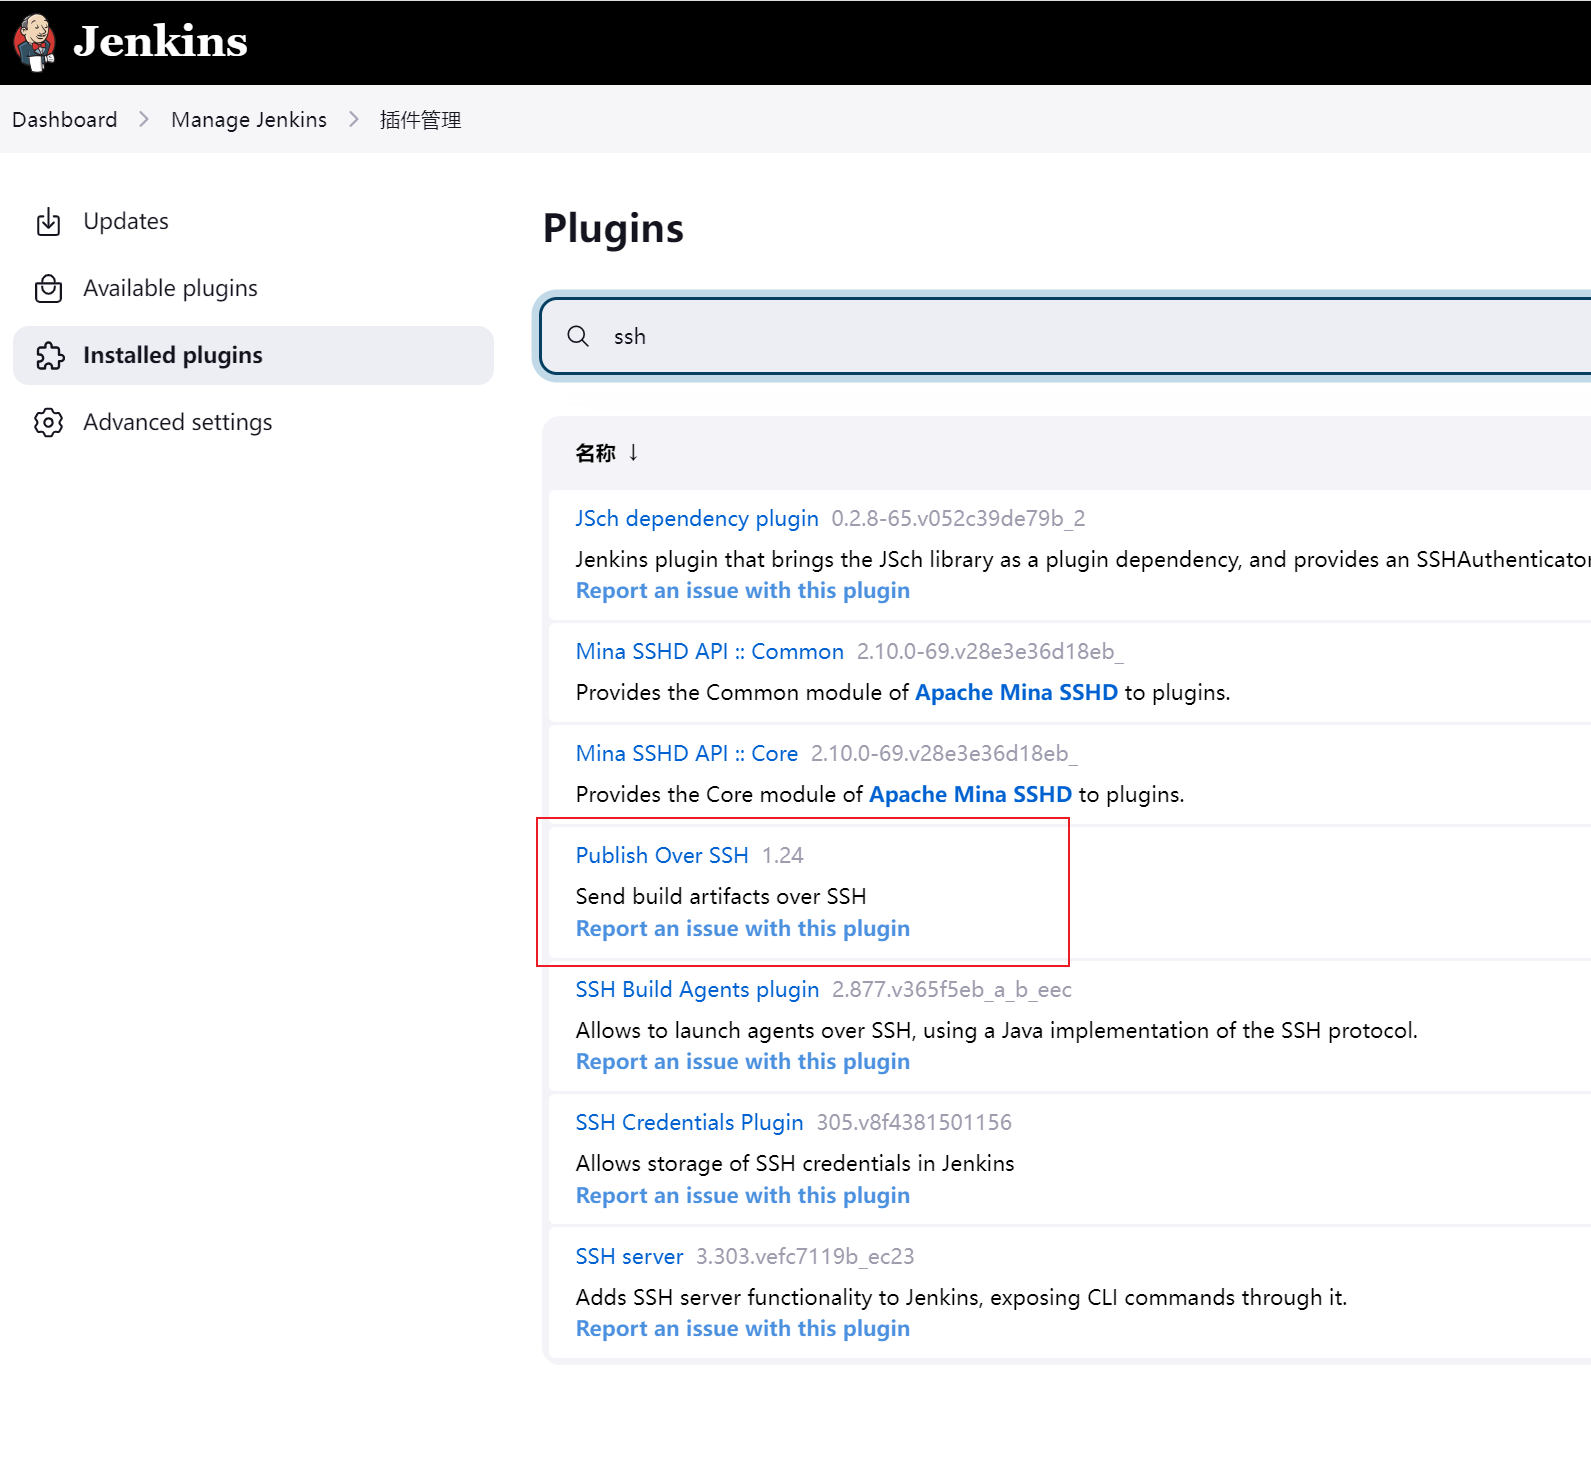 Jenkins
Dashboard > Manage Jenkins > 插件管理
Updates
Available plugins
Installed plugins
Advanced settings
Plugins
ssh
名称 ↓
JSch dependency plugin 0.2.8-65.v052c39de79b_2
Jenkins plugin that brings the JSch library as a plugin dependency, and provides an SSHAuthenticator
Report an issue with this plugin
Mina SSHD API :: Common 2.10.0-69.v28e3e36d18eb_
Provides the Common module of Apache Mina SSHD to plugins.
Mina SSHD API :: Core 2.10.0-69.v28e3e36d18eb_
Provides the Core module of Apache Mina SSHD to plugins.
Publish Over SSH 1.24
Send build artifacts over SSH
Report an issue with this plugin
SSH Build Agents plugin 2.877.v365f5eb_a_b_eec
Allows to launch agents over SSH, using a Java implementation of the SSH protocol.
Report an issue with this plugin
SSH Credentials Plugin 305.v8f4381501156
Allows storage of SSH credentials in Jenkins
Report an issue with this plugin
SSH server 3.303.vefc7119b_ec23
Adds SSH server functionality to Jenkins, exposing CLI commands through it.
Report an issue with this plugin